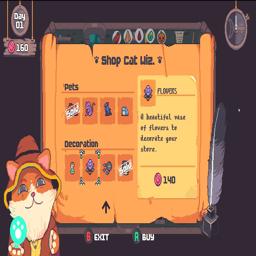 Day
01
160
Shop Cat Wiz.
Pets
Decoration
FLOWERS
A beautiful vase
of flowers to
decorate your
store.
140
B EXIT
A BUY